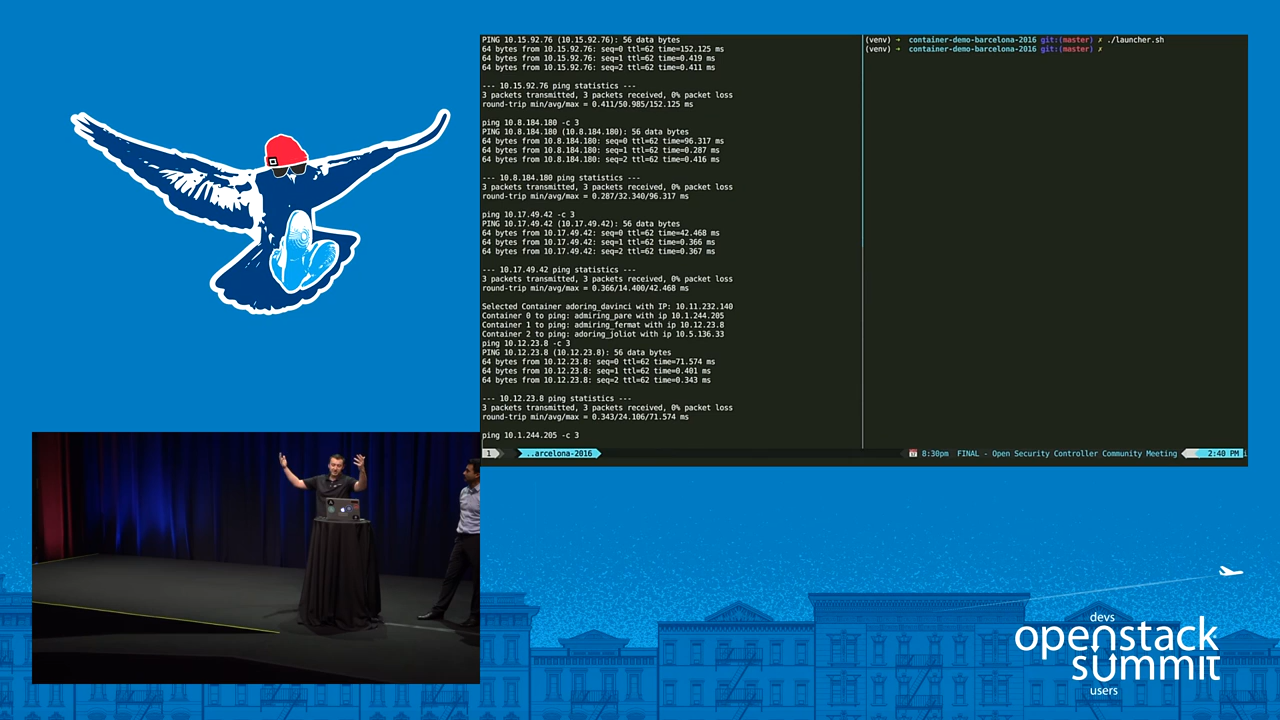 PING 10.15.92.76 (10.15.92.76): 56 data bytes
64 bytes from 10.15.92.76: seq=0 ttl=62 time=152.125 ms
64 bytes from 10.15.92.76: seq=1 ttl=62 time=0.419 ms
64 bytes from 10.15.92.76: seq=2 ttl=62 time=0.411 ms
--- 10.15.92.76 ping statistics ---
3 packets transmitted, 3 packets received, 0% packet loss
round-trip min/avg/max = 0.411/50.985/152.125 ms
ping 10.8.184.180 -c 3
PING 10.8.184.180 (10.8.184.180): 56 data bytes
64 bytes from 10.8.184.180: seq=0 ttl=62 time=96.317 ms
64 bytes from 10.8.184.180: seq=1 ttl=62 time=0.287 ms
64 bytes from 10.8.184.180: seq=2 ttl=62 time=0.416 ms
--- 10.8.184.180 ping statistics ---
3 packets transmitted, 3 packets received, 0% packet loss
round-trip min/avg/max = 0.287/32.340/96.317 ms
ping 10.17.49.42 -c 3
PING 10.17.49.42 (10.17.49.42): 56 data bytes
64 bytes from 10.17.49.42: seq=0 ttl=62 time=42.468 ms
64 bytes from 10.17.49.42: seq=1 ttl=62 time=0.366 ms
64 bytes from 10.17.49.42: seq=2 ttl=62 time=0.367 ms
--- 10.17.49.42 ping statistics ---
3 packets transmitted, 3 packets received, 0% packet loss
round-trip min/avg/max = 0.366/14.400/42.468 ms
Selected Container adoring_davinci with IP: 10.11.232.140
Container 0 to ping: admiring_pare with ip 10.1.244.205
Container 1 to ping: admiring_fermat with ip 10.12.23.8
Container 2 to ping: adoring_joliot with ip 10.5.136.33
ping 10.12.23.8 -c 3
PING 10.12.23.8 (10.12.23.8): 56 data bytes
64 bytes from 10.12.23.8: seq=0 ttl=62 time=71.574 ms
64 bytes from 10.12.23.8: seq=1 ttl=62 time=0.401 ms
64 bytes from 10.12.23.8: seq=2 ttl=62 time=0.343 ms
--- 10.12.23.8 ping statistics ---
3 packets transmitted, 3 packets received, 0% packet loss
round-trip min/avg/max = 0.343/24.106/71.574 ms
ping 10.1.244.205 -c 3
(venv) ➜ container-demo-barcelona-2016 git:(master) ✗ ./launcher.sh
(venv) ➜ container-demo-barcelona-2016 git:(master) ✗
1 ..arcelona-2016
8:30pm FINAL - Open Security Controller Community Meeting 2:40 PM
devs
openstack
summit
users